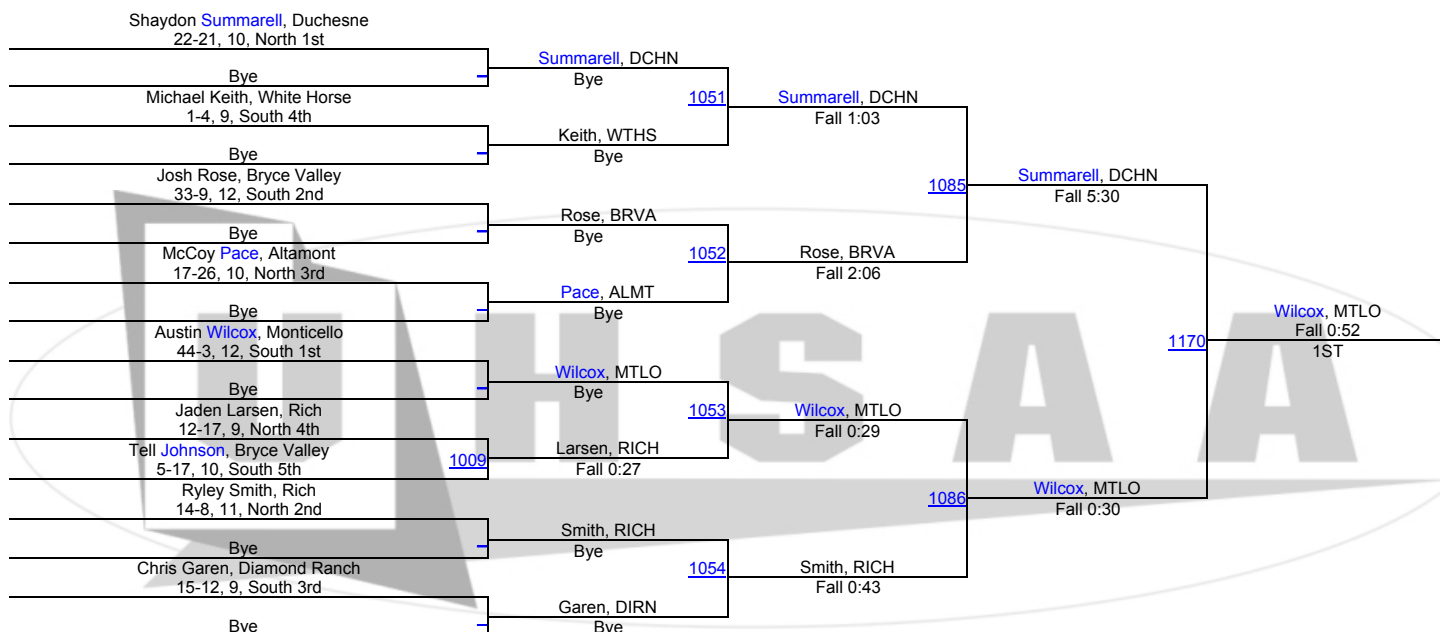 Shaydon Summarell, Duchesne
22-21, 10, North 1st
Bye
Michael Keith, White Horse
1-4, 9, South 4th
Bye
Josh Rose, Bryce Valley
33-9, 12, South 2nd
Bye
McCoy Pace, Altamont
17-26, 10, North 3rd
Bye
Austin Wilcox, Monticello
44-3, 12, South 1st
Bye
Jaden Larsen, Rich
12-17, 9, North 4th
Tell Johnson, Bryce Valley
5-17, 10, South 5th
Ryley Smith, Rich
14-8, 11, North 2nd
Bye
Chris Garen, Diamond Ranch
15-12, 9, South 3rd
Bye
1009
Summarell, DCHN
Bye
Keith, WTHS
Bye
Rose, BRVA
Bye
Pace, ALMT
Bye
Wilcox, MTLO
Bye
Larsen, RICH
Fall 0:27
Smith, RICH
Bye
Garen, DIRN
Bye
1051
1052
1053
1054
Summarell, DCHN
Fall 1:03
Rose, BRVA
Fall 2:06
Wilcox, MTLO
Fall 0:29
Smith, RICH
Fall 0:43
1085
1086
Summarell, DCHN
Fall 5:30
Wilcox, MTLO
Fall 0:30
1170
Wilcox, MTLO
Fall 0:52
1ST
UHSAA